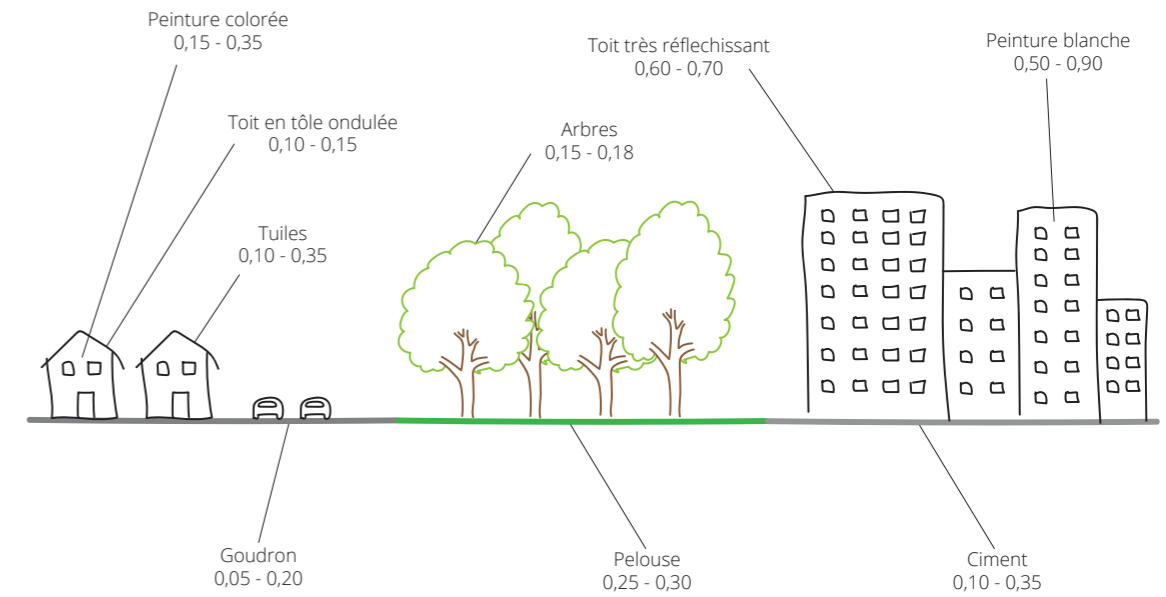 Peinture colorée
0,15 - 0,35
Toit très réflechissant
0,60 - 0,70
Peinture blanche
0,50 - 0,90
Toit en tôle ondulée
0,10 - 0,15
Arbres
0,15 - 0,18
Tuiles
0,10 - 0,35
Goudron
0,05 - 0,20
Pelouse
0,25 - 0,30
Ciment
0,10 - 0,35